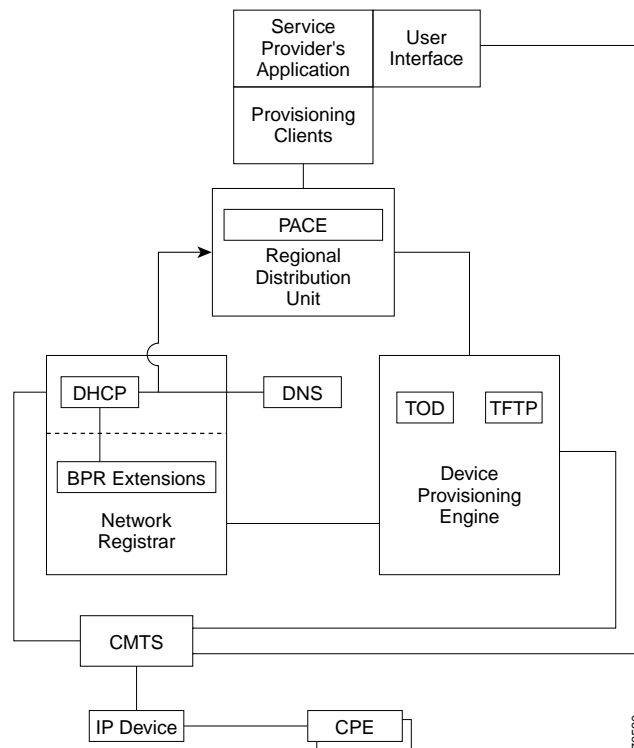 Service
Provider's
Application
User
Interface
Provisioning
Clients
PACE
Regional
Distribution
Unit
DHCP
DNS
TOD
TFTP
BPR Extensions
Device
Provisioning
Engine
Network
Registrar
CMTS
IP Device
CPE